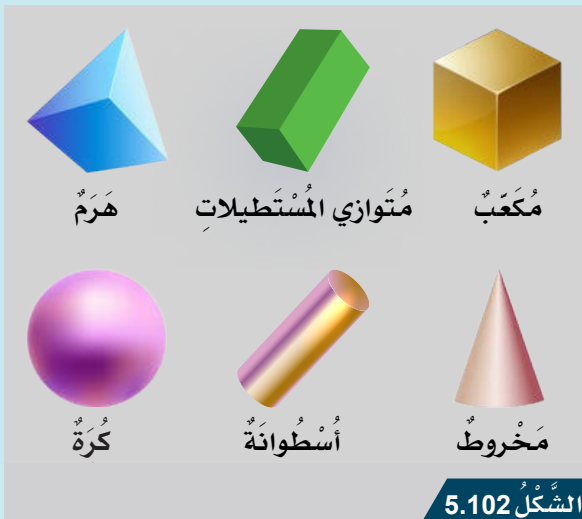 مُكَعَّبٌ مُتَوازي المُسْتَطيلاتِ هَرَمٌ
مَخْروطٌ أُسْطُوانَةٌ كُرَةٌ
الشَّكْلُ 5.102